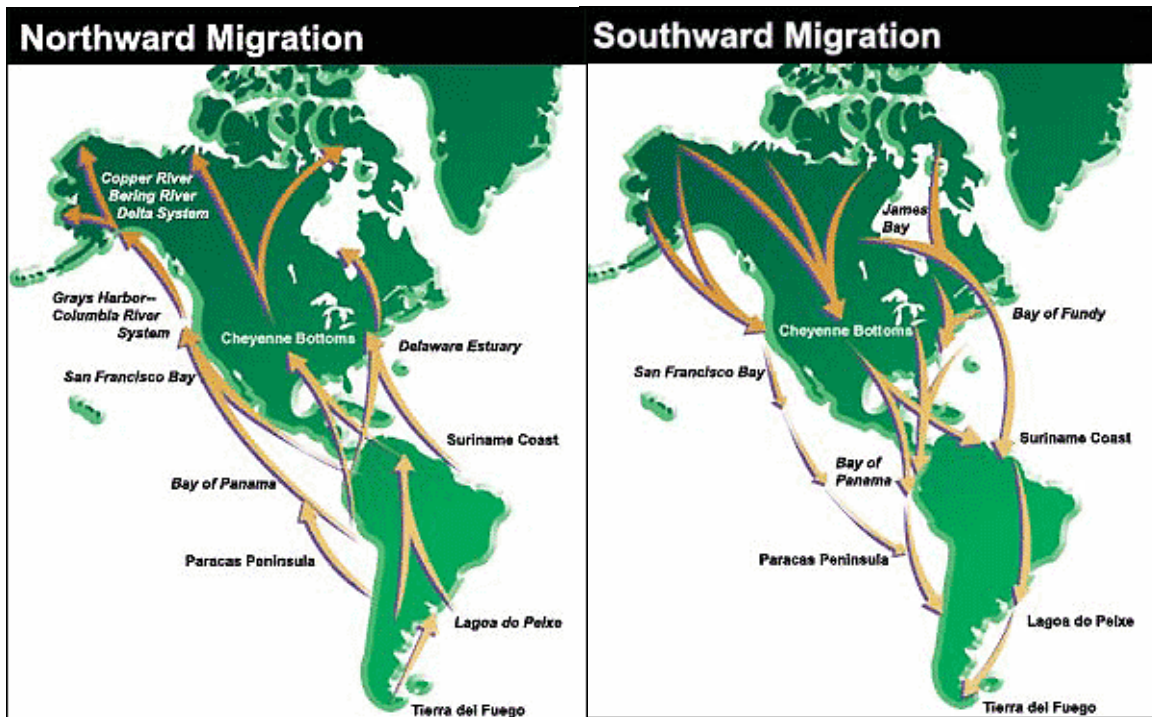 Northward Migration
Copper River
Bering River
Delta System
Grays Harbor--
Columbia River
System
Cheyenne Bottoms
Delaware Estuary
San Francisco Bay
Suriname Coast
Bay of Panama
Paracas Peninsula
Lagoa do Peixe
Tierra del Fuego
Southward Migration
James
Bay
Bay of Fundy
Cheyenne Bottoms
San Francisco Bay
Suriname Coast
Bay of
Panama
Paracas Peninsula
Lagoa do Peixe
Tierra del Fuego